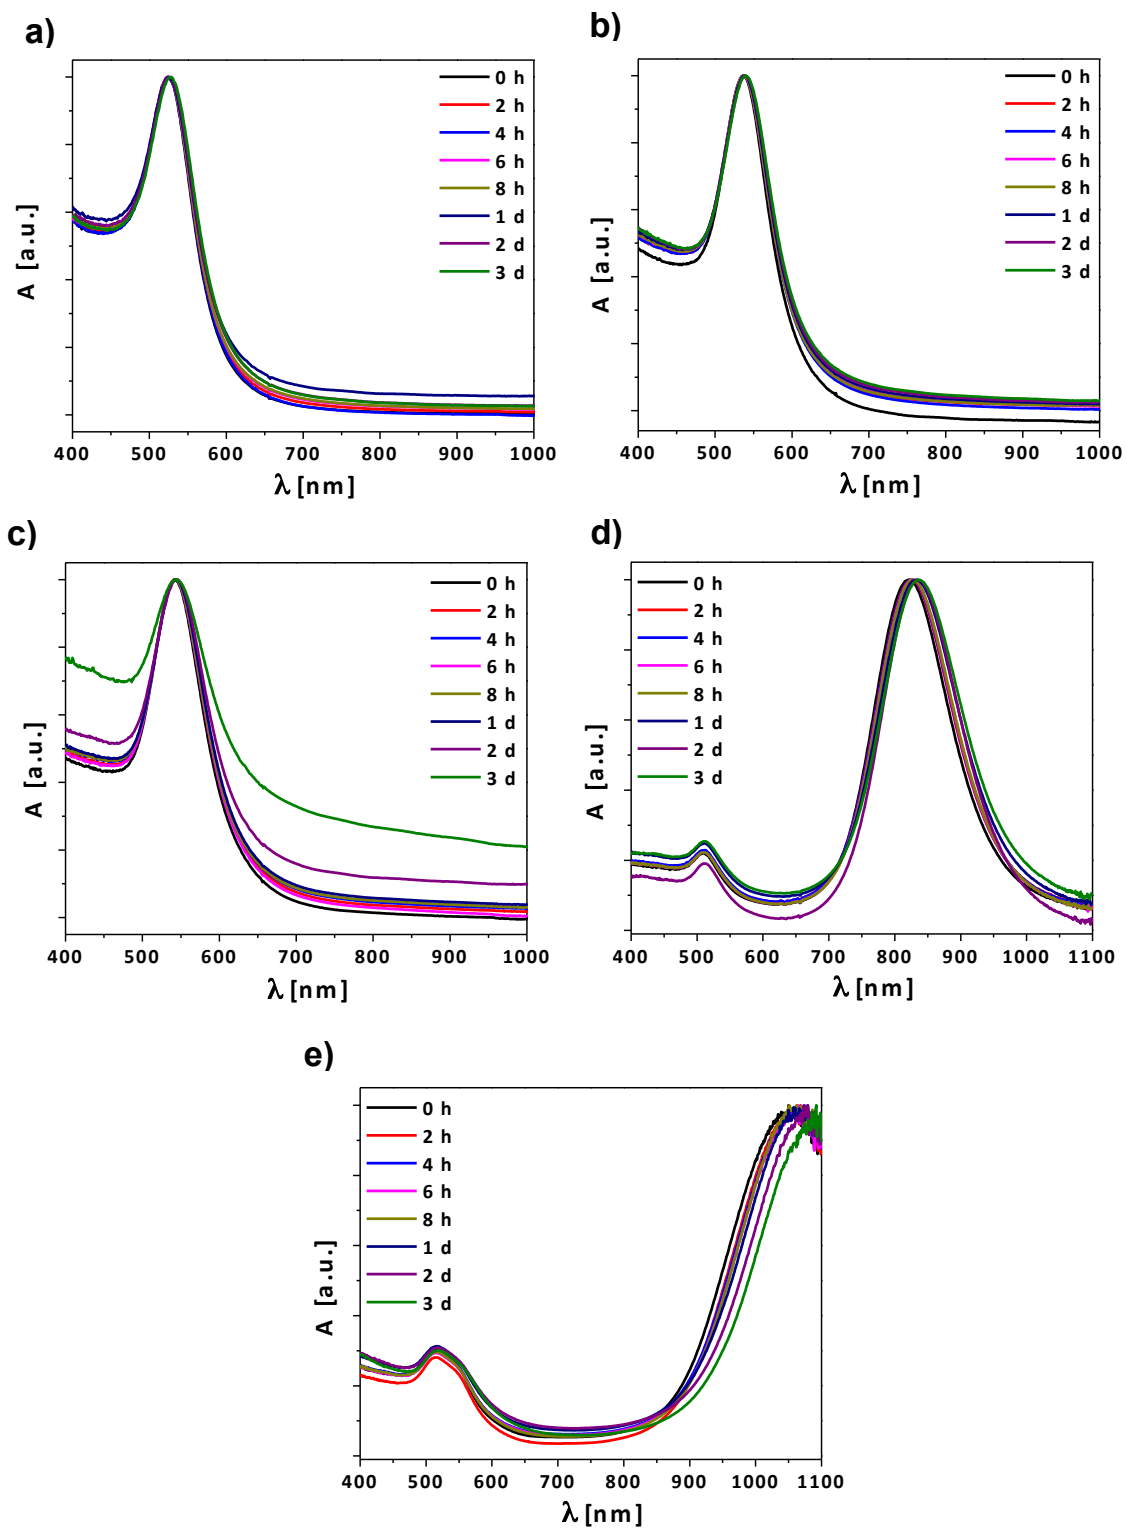 a)
0 h
2 h
4 h
6 h
8 h
1 d
2 d
3 d
A [a.u.]
400 500 600 700 800 900 1000
λ [nm]
b)
0 h
2 h
4 h
6 h
8 h
1 d
2 d
3 d
A [a.u.]
400 500 600 700 800 900 1000
λ [nm]
c)
0 h
2 h
4 h
6 h
8 h
1 d
2 d
3 d
A [a.u.]
400 500 600 700 800 900 1000
λ [nm]
d)
0 h
2 h
4 h
6 h
8 h
1 d
2 d
3 d
A [a.u.]
400 500 600 700 800 900 1000 1100
λ [nm]
e)
0 h
2 h
4 h
6 h
8 h
1 d
2 d
3 d
A [a.u.]
400 500 600 700 800 900 1000 1100
λ [nm]